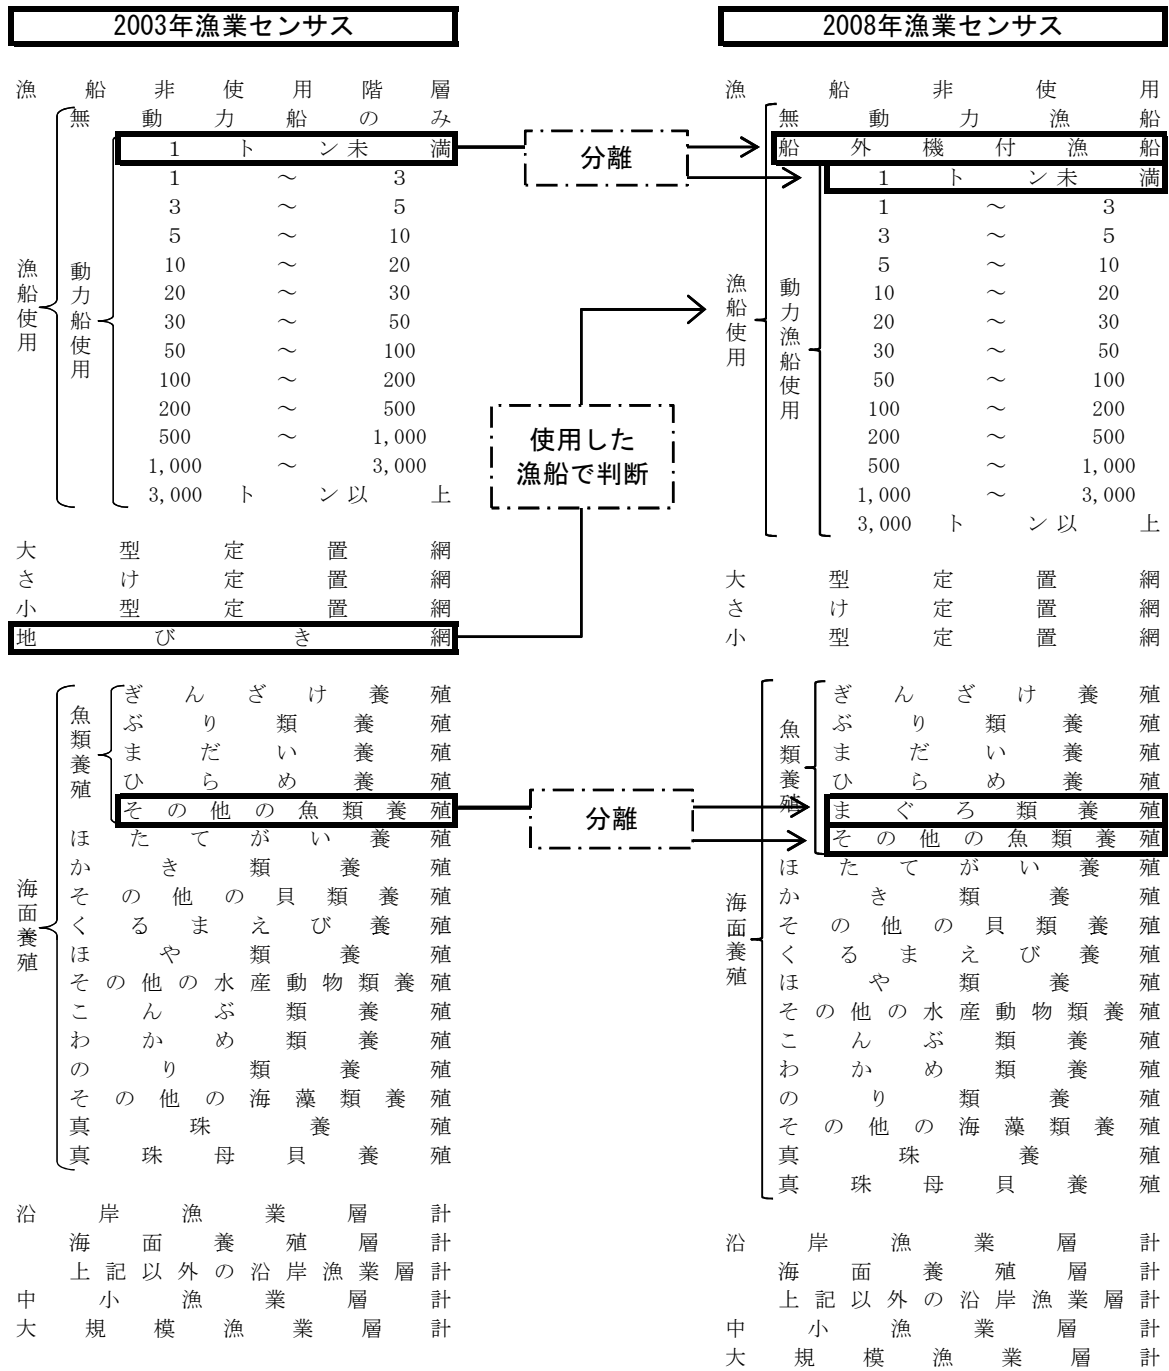 2003年漁業センサス
漁船非使用階層
無動力船のみ
1トン未満
1～3
3～5
5～10
10～20
20～30
30～50
50～100
100～200
200～500
500～1,000
1,000～3,000
3,000トン以上
漁船使用
動力船使用
大型定置網
さけ定置網
小型定置網
地びき網
ぎんざけ養殖
ぶり類養殖
まだい養殖
ひらめ養殖
その他の魚類養殖
魚類養殖
ほたてがい養殖
かき類養殖
その他の貝類養殖
くるまえび養殖
ほや類養殖
その他の水産動物類養殖
こんぶ類養殖
わかめ類養殖
のり類養殖
その他の海藻類養殖
真珠養殖
真珠母貝養殖
海面養殖
沿岸漁業層計
海面養殖層計
上記以外の沿岸漁業層計
中小漁業層計
大規模漁業層計
分離
使用した
漁船で判断
分離
2008年漁業センサス
漁船非使用
無動力漁船
船外機付漁船
1トン未満
1～3
3～5
5～10
10～20
20～30
30～50
50～100
100～200
200～500
500～1,000
1,000～3,000
3,000トン以上
漁船使用
動力漁船使用
大型定置網
さけ定置網
小型定置網
ぎんざけ養殖
ぶり類養殖
まだい養殖
ひらめ養殖
まぐろ類養殖
その他の魚類養殖
魚類養殖
ほたてがい養殖
かき類養殖
その他の貝類養殖
くるまえび養殖
ほや類養殖
その他の水産動物類養殖
こんぶ類養殖
わかめ類養殖
のり類養殖
その他の海藻類養殖
真珠養殖
真珠母貝養殖
海面養殖
沿岸漁業層計
海面養殖層計
上記以外の沿岸漁業層計
中小漁業層計
大規模漁業層計